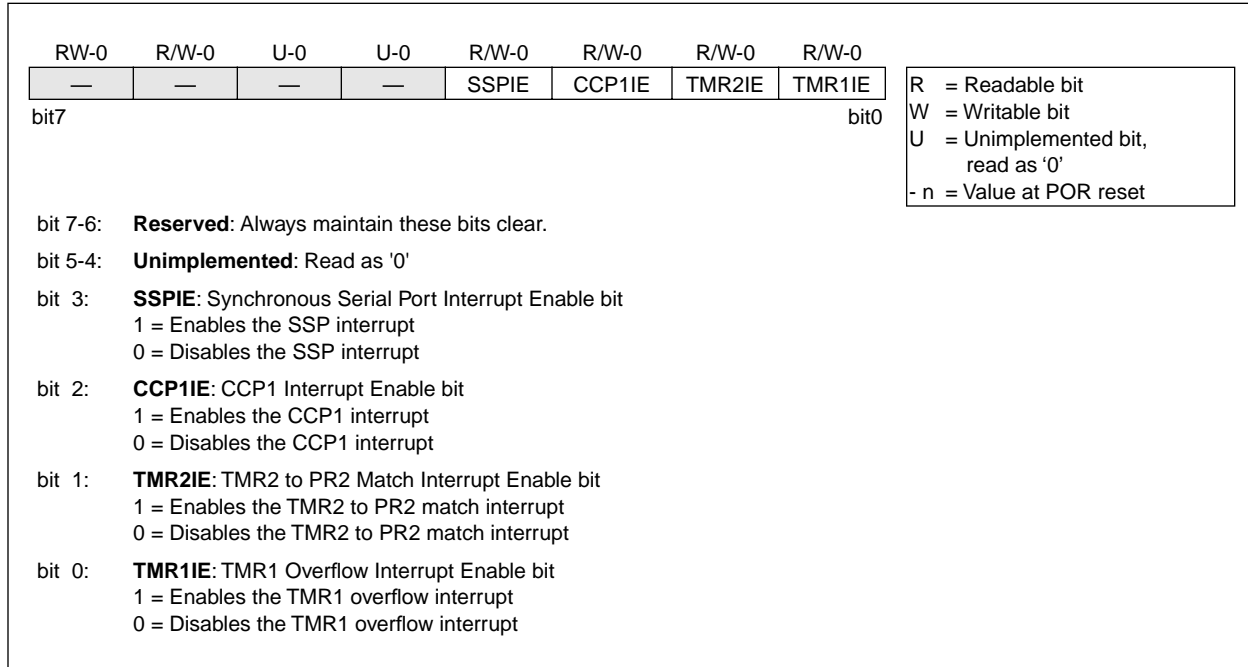 RW-0 R/W-0 U-0 U-0 R/W-0 R/W-0 R/W-0 R/W-0
— — — — SSPIE CCP1IE TMR2IE TMR1IE
bit7 bit0
R = Readable bit
W = Writable bit
U = Unimplemented bit,
read as ‘0’
- n = Value at POR reset
bit 7-6: Reserved: Always maintain these bits clear.
bit 5-4: Unimplemented: Read as '0'
bit 3: SSPIE: Synchronous Serial Port Interrupt Enable bit
1 = Enables the SSP interrupt
0 = Disables the SSP interrupt
bit 2: CCP1IE: CCP1 Interrupt Enable bit
1 = Enables the CCP1 interrupt
0 = Disables the CCP1 interrupt
bit 1: TMR2IE: TMR2 to PR2 Match Interrupt Enable bit
1 = Enables the TMR2 to PR2 match interrupt
0 = Disables the TMR2 to PR2 match interrupt
bit 0: TMR1IE: TMR1 Overflow Interrupt Enable bit
1 = Enables the TMR1 overflow interrupt
0 = Disables the TMR1 overflow interrupt